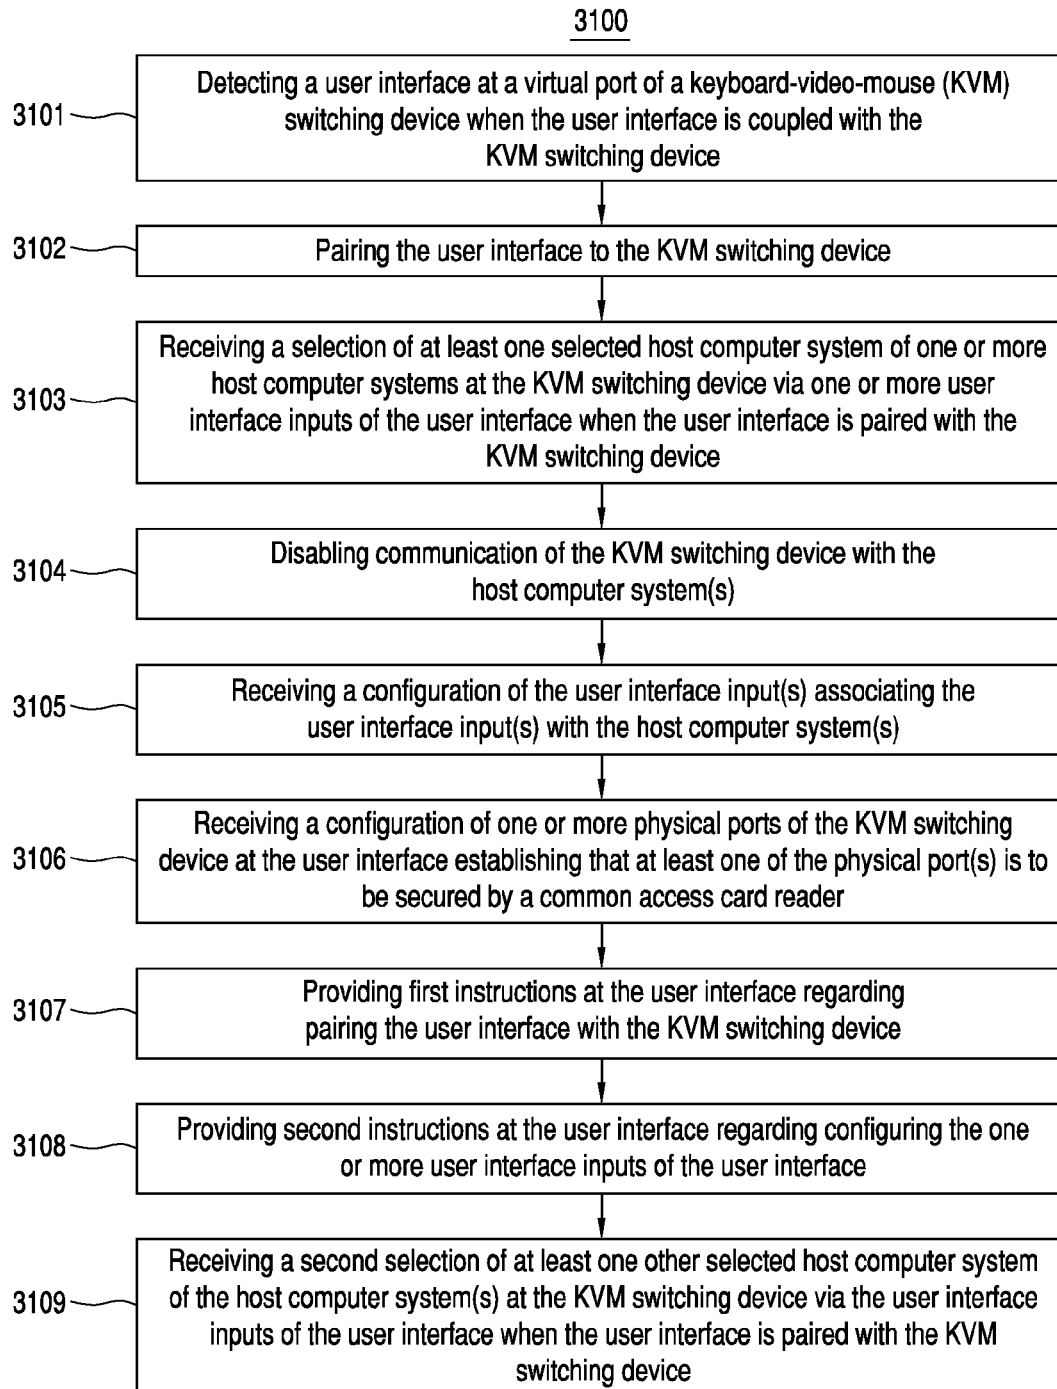 3100
3101
Detecting a user interface at a virtual port of a keyboard-video-mouse (KVM)
switching device when the user interface is coupled with the
KVM switching device
3102
Pairing the user interface to the KVM switching device
3103
Receiving a selection of at least one selected host computer system of one or more
host computer systems at the KVM switching device via one or more user
interface inputs of the user interface when the user interface is paired with the
KVM switching device
3104
Disabling communication of the KVM switching device with the
host computer system(s)
3105
Receiving a configuration of the user interface input(s) associating the
user interface input(s) with the host computer system(s)
3106
Receiving a configuration of one or more physical ports of the KVM switching
device at the user interface establishing that at least one of the physical port(s) is to
be secured by a common access card reader
3107
Providing first instructions at the user interface regarding
pairing the user interface with the KVM switching device
3108
Providing second instructions at the user interface regarding configuring the one
or more user interface inputs of the user interface
3109
Receiving a second selection of at least one other selected host computer system
of the host computer system(s) at the KVM switching device via the user interface
inputs of the user interface when the user interface is paired with the KVM
switching device